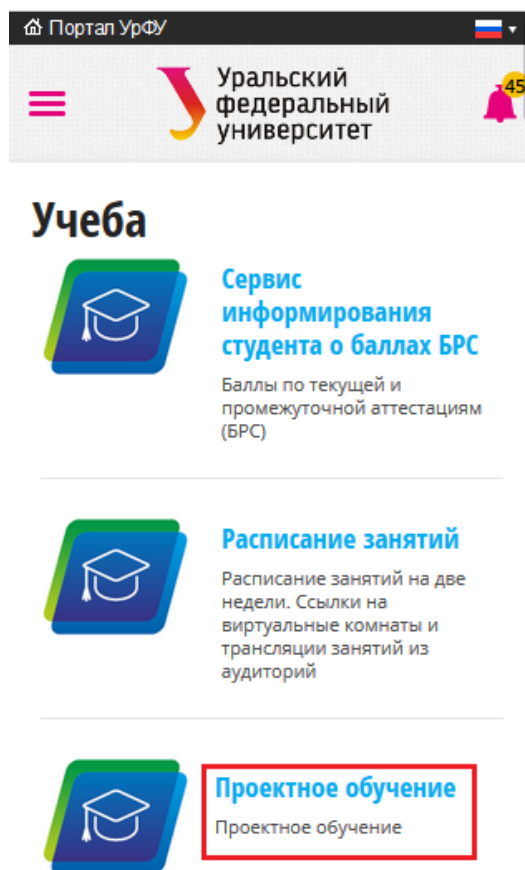 Портал УрФУ
Уральский
федеральный
университет
45
Учеба
Сервис
информирования
студента о баллах БРС
Баллы по текущей и
промежуточной аттестациям
(БРС)
Расписание занятий
Расписание занятий на две
недели. Ссылки на
виртуальные комнаты и
трансляции занятий из
аудиторий
Проектное обучение
Проектное обучение